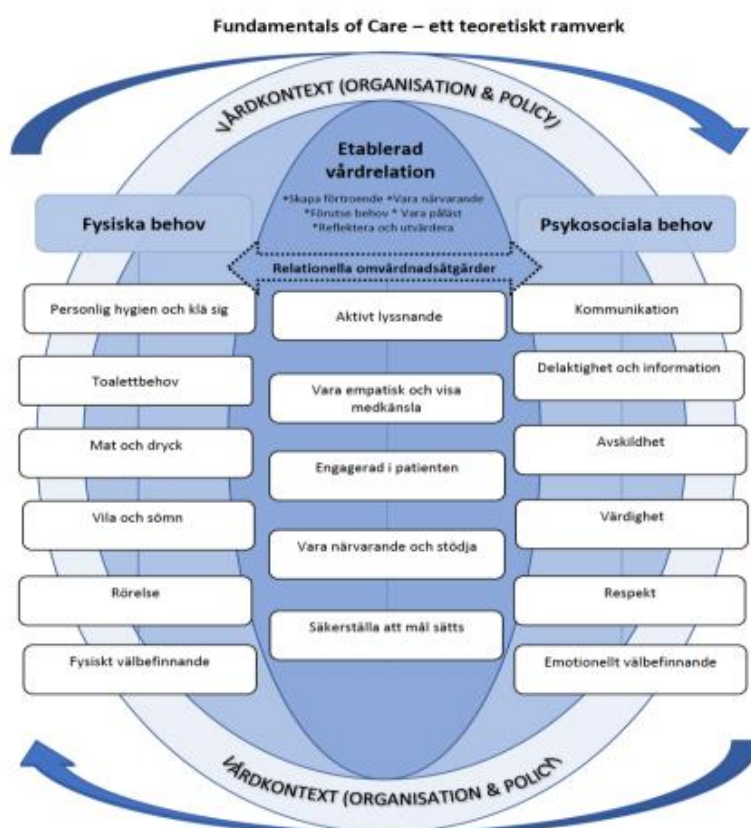 Fundamentals of Care – ett teoretiskt ramverk
VÅRDKONTEXT (ORGANISATION & POLICY)
Etablerad
vårdrelation
*Skapa förtroende *Vara närvarande
*Förutse behov * Vara påläst
*Reflektera och utvärdera
Fysiska behov
Psykosociala behov
Relationella omvårdnadsåtgärder
Personlig hygien och klä sig
Aktivt lyssnande
Kommunikation
Toalettbehov
Vara empatisk och visa
medkänsla
Delaktighet och information
Mat och dryck
Engagerad i patienten
Avskildhet
Vila och sömn
Vara närvarande och stödja
Värdighet
Rörelse
Säkerställa att mål sätts
Respekt
Fysiskt välbefinnande
Emotionellt välbefinnande
VÅRDKONTEXT (ORGANISATION & POLICY)